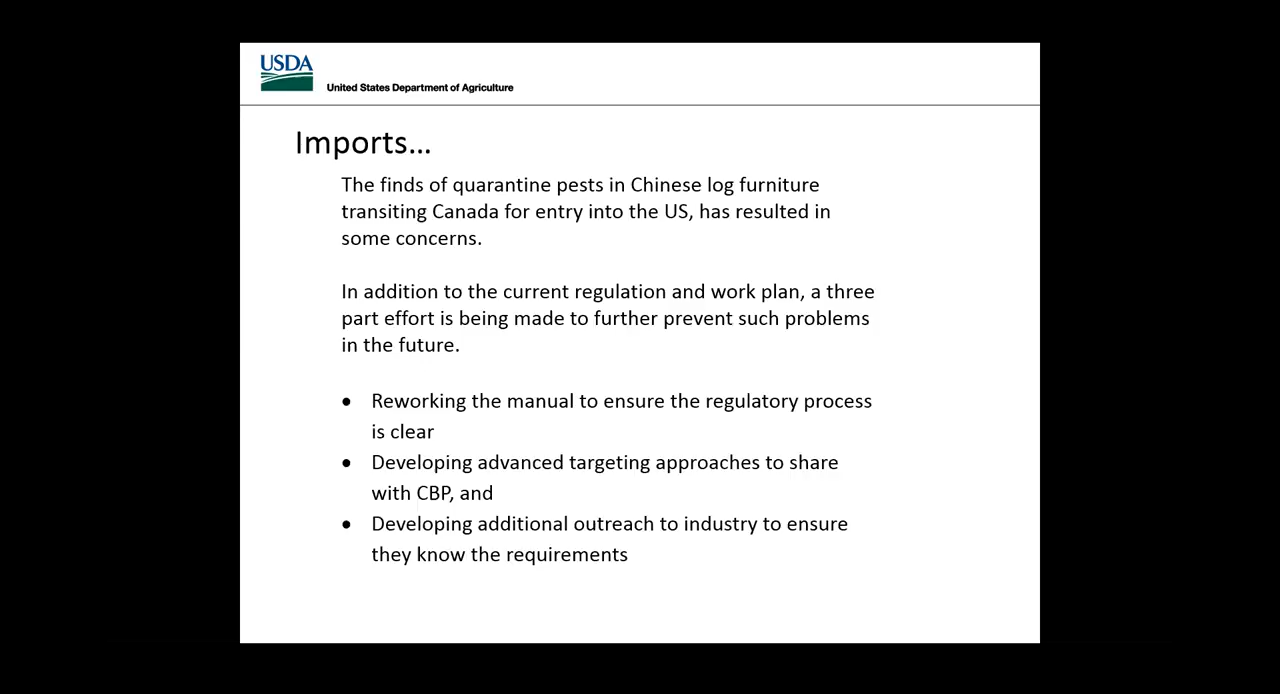 USDA
United States Department of Agriculture
Imports...
The finds of quarantine pests in Chinese log furniture
transiting Canada for entry into the US, has resulted in
some concerns.
In addition to the current regulation and work plan, a three
part effort is being made to further prevent such problems
in the future.
• Reworking the manual to ensure the regulatory process
is clear
• Developing advanced targeting approaches to share
with CBP, and
• Developing additional outreach to industry to ensure
they know the requirements